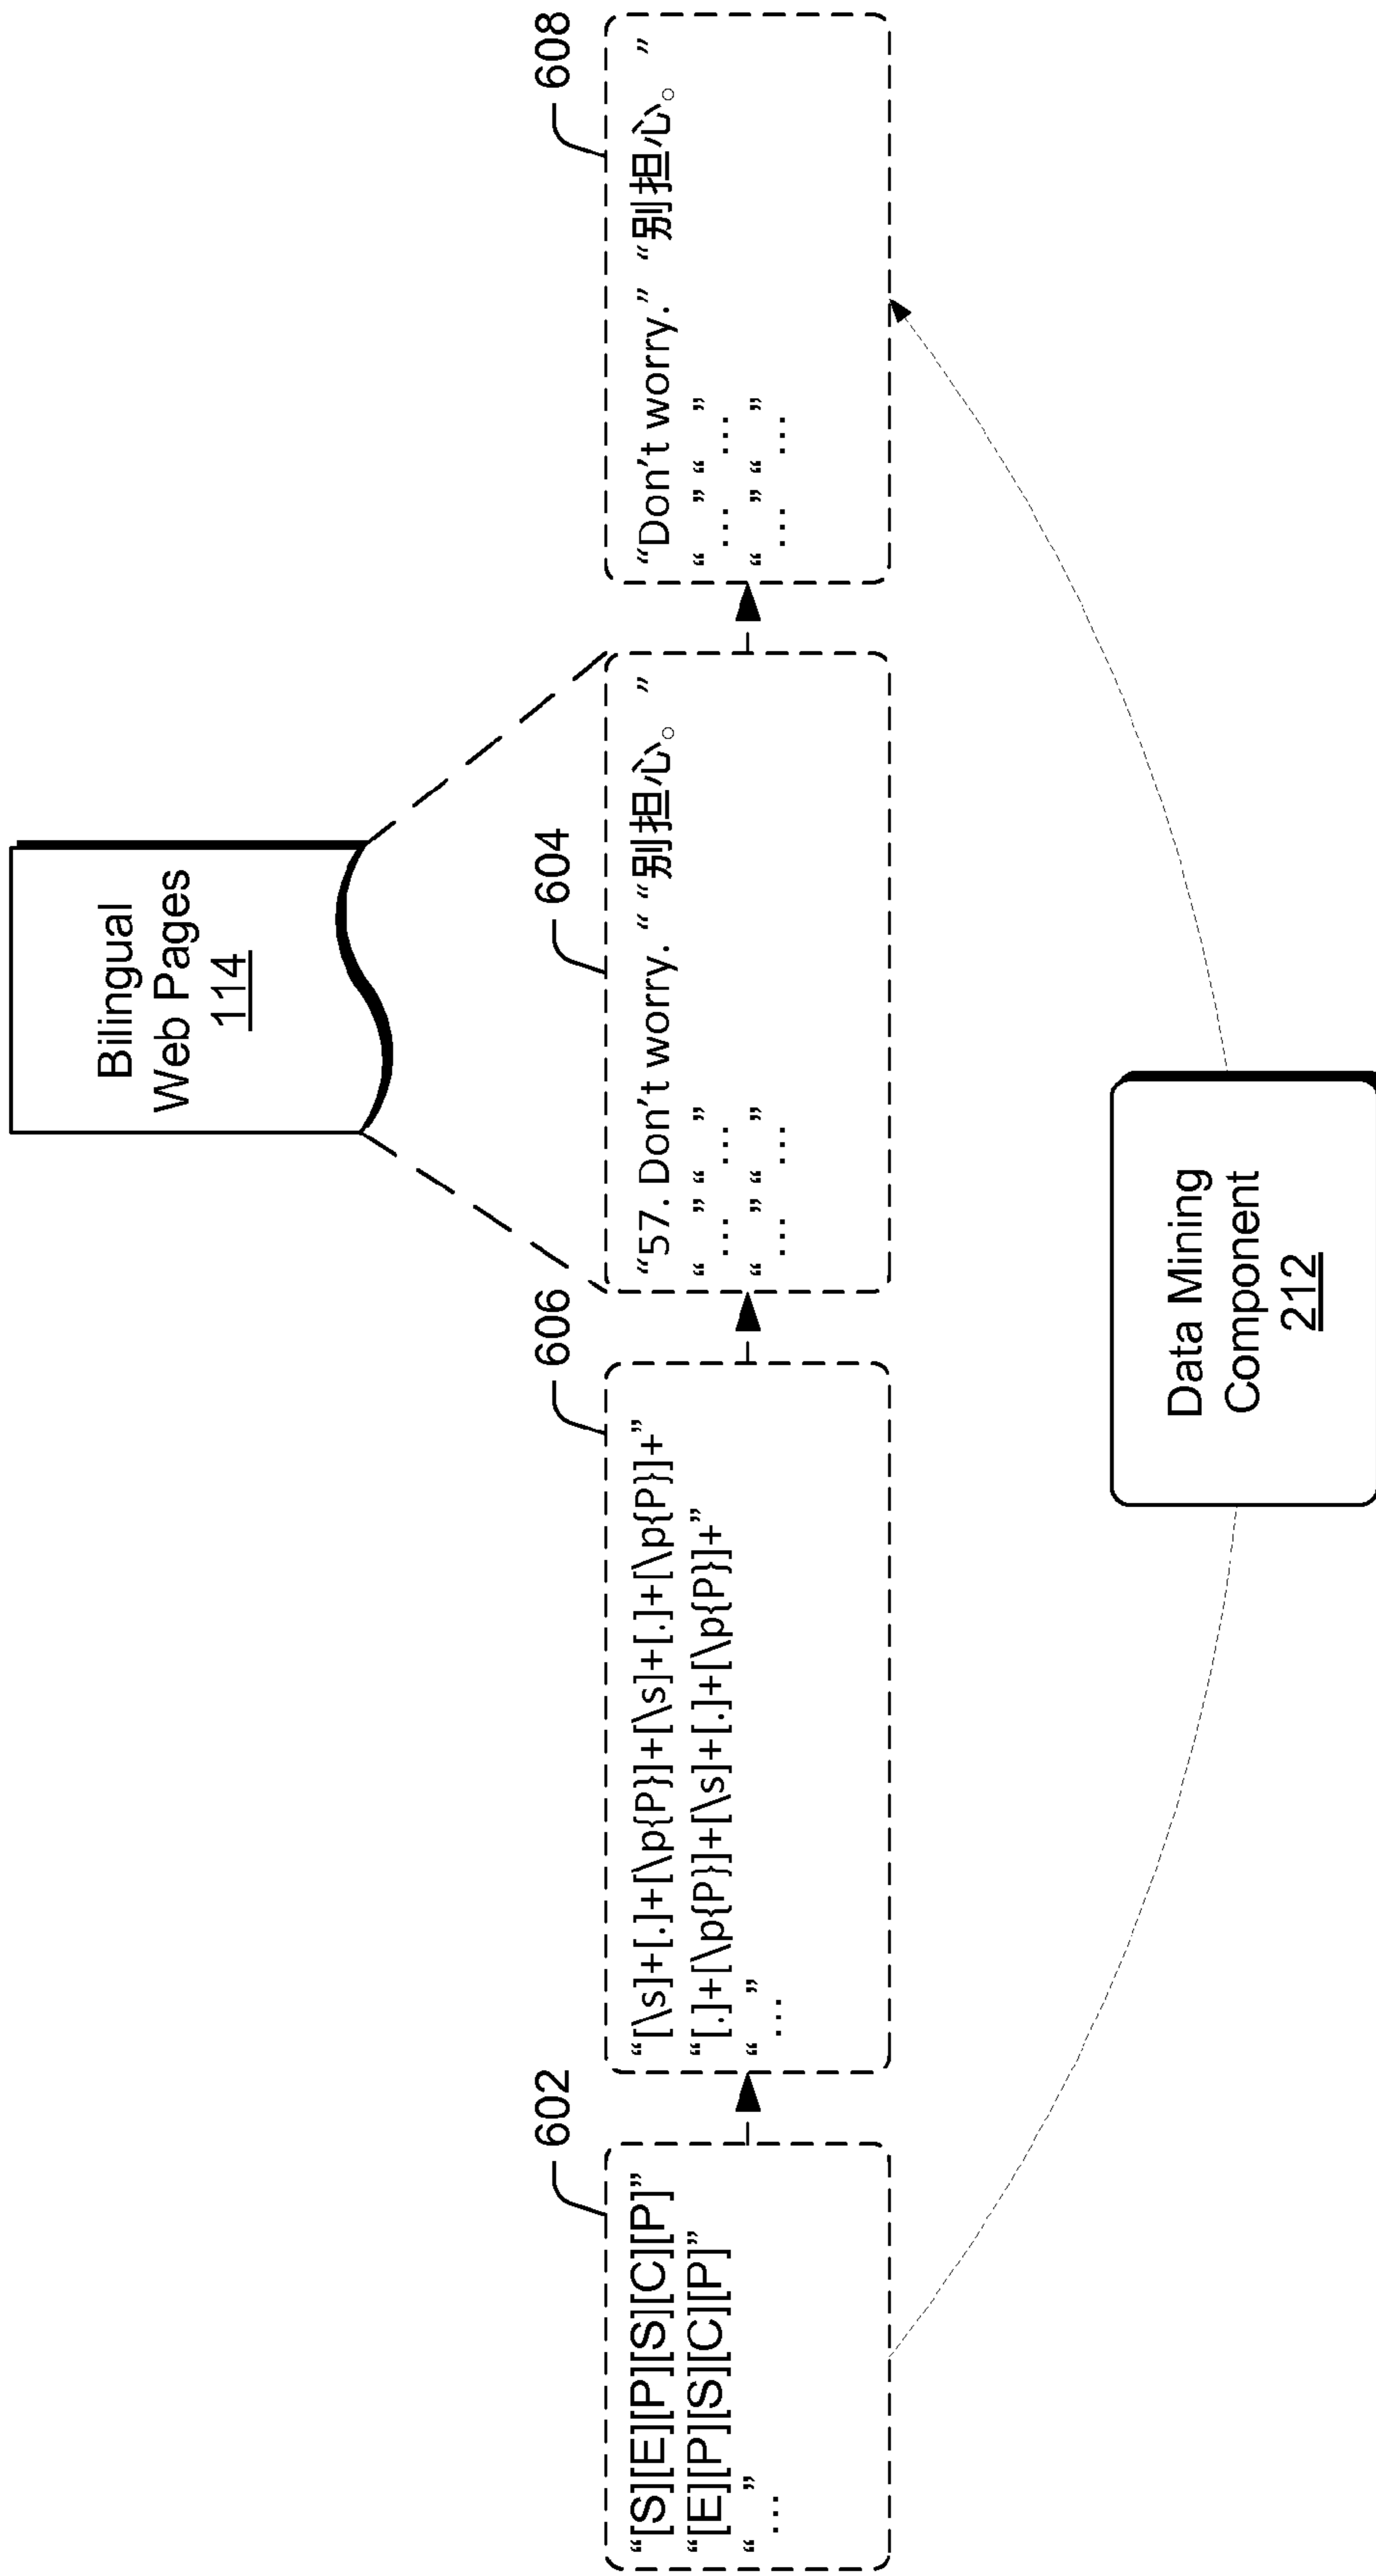 Bilingual
Web Pages
114
602
“[S][E][P][S][C][P]”
“[E][P][S][C][P]”
“ … ”
606
“[\s]+[.]+[\p{P}]+[\s]+[.]+[\p{P}]+”
“[.]+[\p{P}]+[\s]+[.]+[\p{P}]+”
“ … ”
604
“57. Don’t worry. “ “别担心。 ”
“ … ” “ … ”
“ … ” “ … ”
608
“Don’t worry.” “别担心。 ”
“ … ” “ … ”
“ … ” “ … ”
Data Mining
Component
212